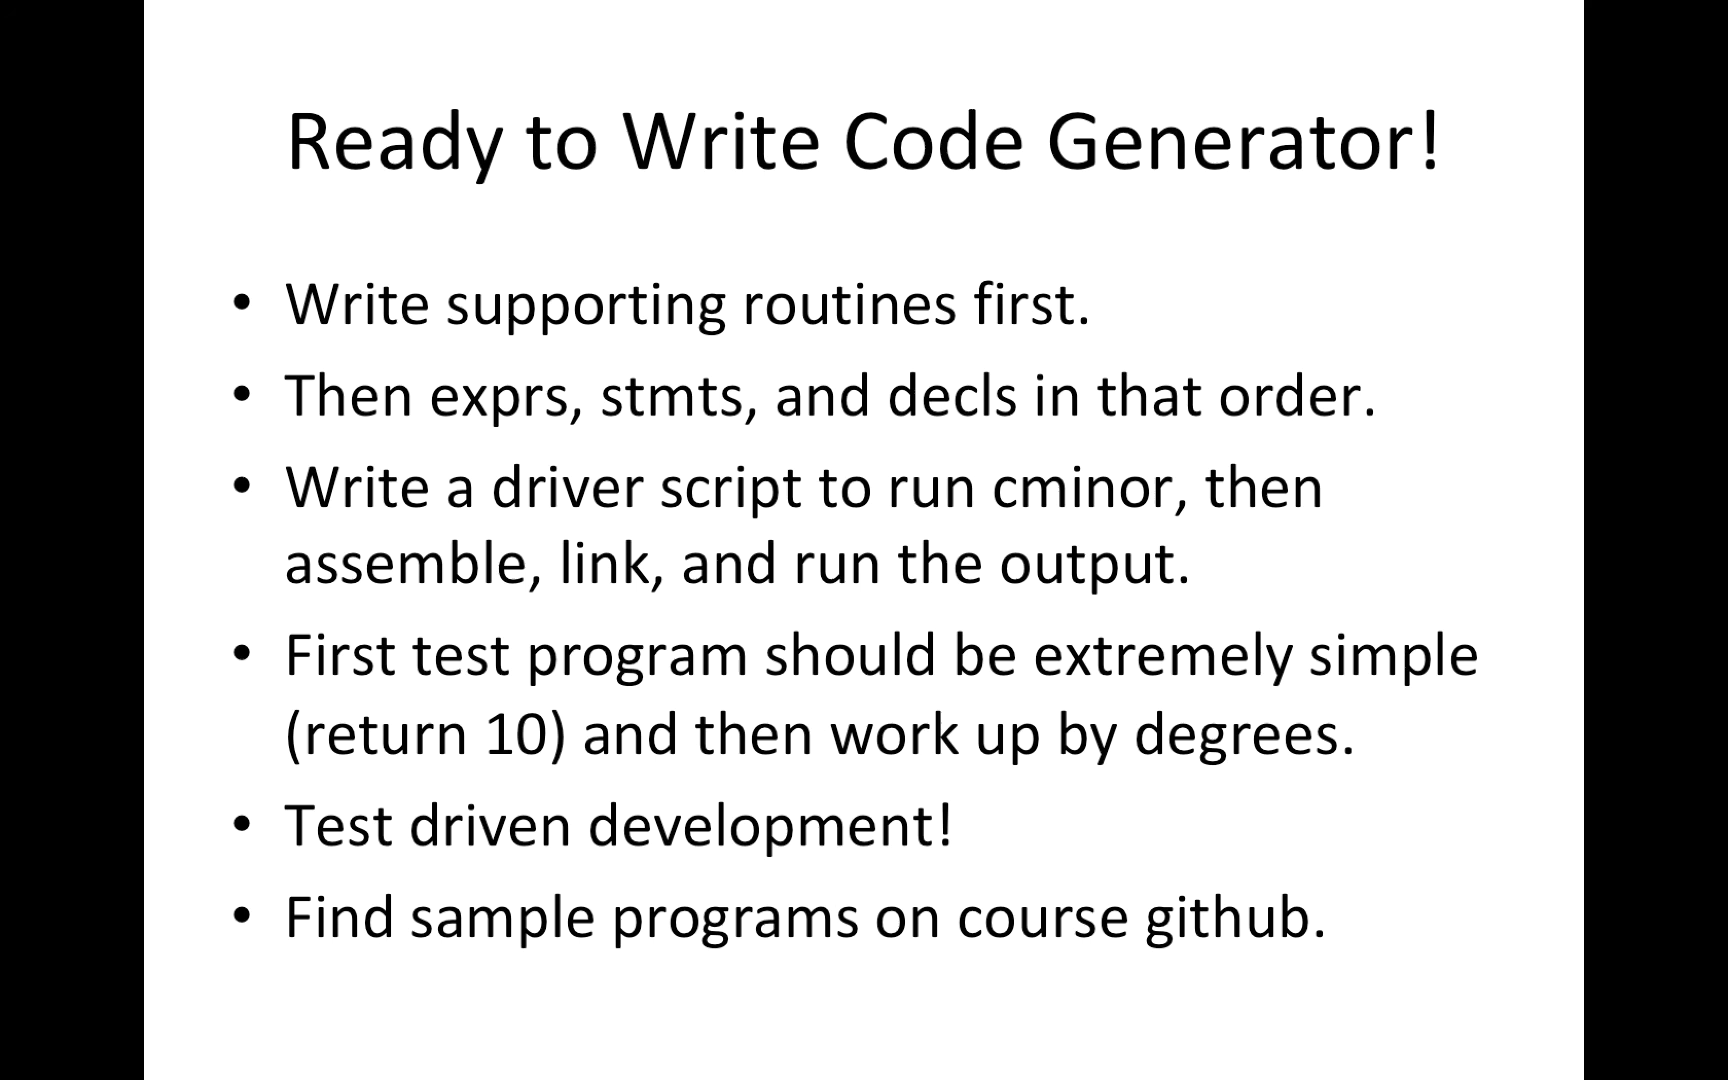 Ready to Write Code Generator!
• Write supporting routines first.
• Then exprs, stmts, and decls in that order.
• Write a driver script to run cminor, then
assemble, link, and run the output.
• First test program should be extremely simple
(return 10) and then work up by degrees.
• Test driven development!
• Find sample programs on course github.